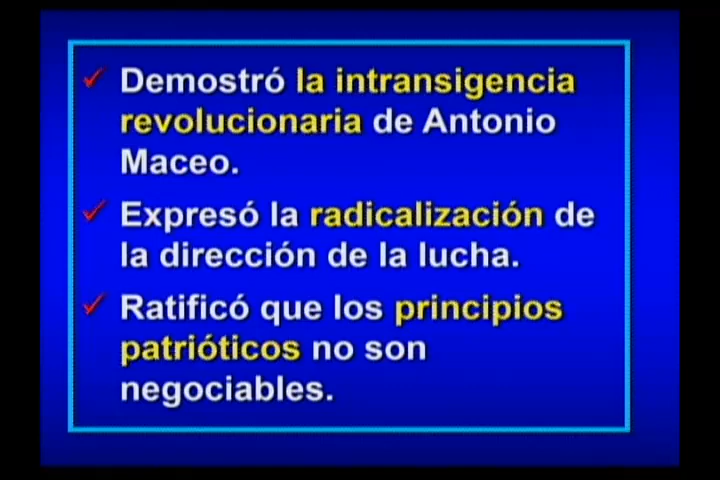 Demostró la intransigencia
revolucionaria de Antonio
Maceo.
Expresó la radicalización de
la dirección de la lucha.
Ratificó que los principios
patrióticos no son
negociables.